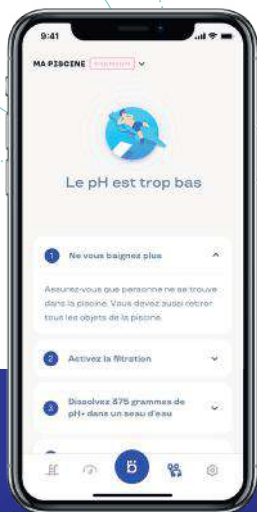 9:41
MA PISCINE PREMIUM
Le pH est trop bas
1 Ne vous baignez plus
Assurez-vous que personne ne se trouve
dans la piscine. Vous devez aussi retirer
tous les objets de la piscine.
2 Activez la filtration
3 Dissolvez 375 grammes de
pH+ dans un seau d'eau